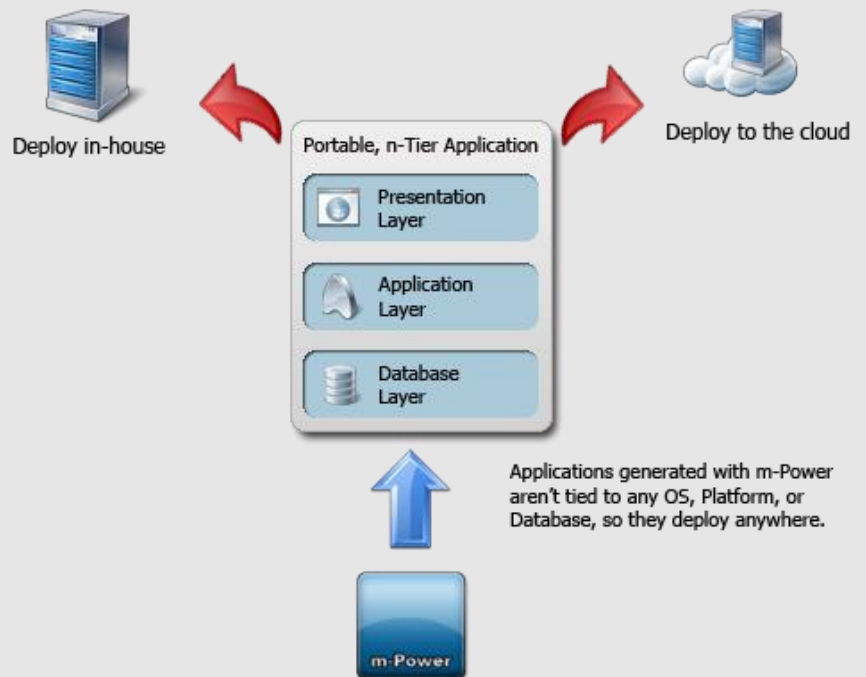 Deploy in-house
Deploy to the cloud
Portable, n-Tier Application
Presentation
Layer
Application
Layer
Database
Layer
Applications generated with m-Power
aren't tied to any OS, Platform, or
Database, so they deploy anywhere.
m-Power